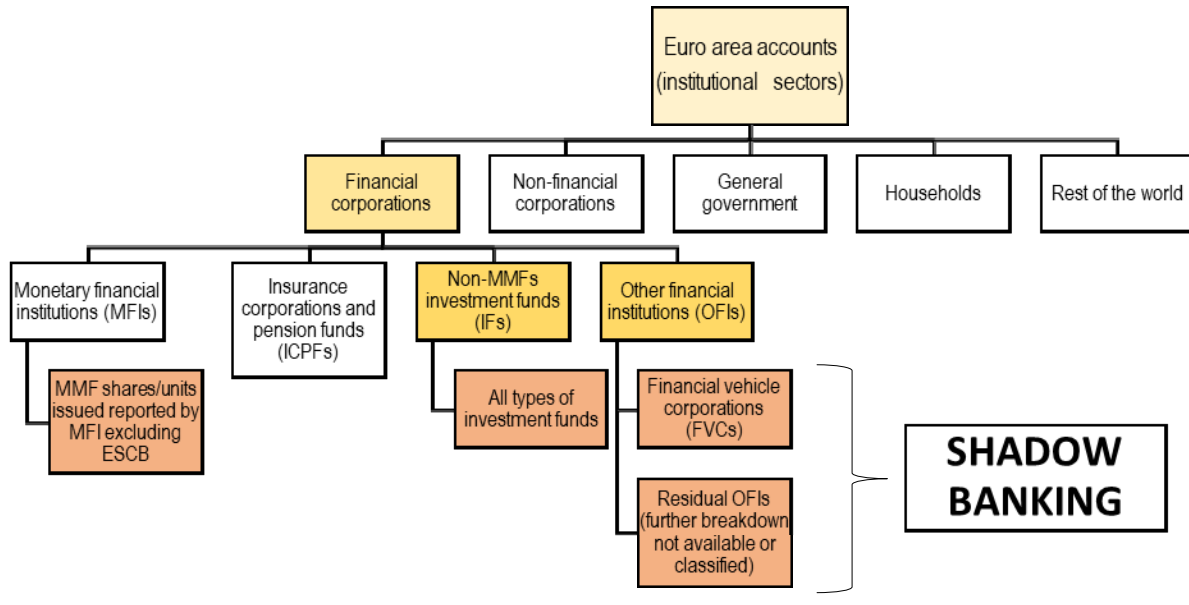 Euro area accounts
(institutional sectors)
Financial
corporations
Non-financial
corporations
General
government
Households
Rest of the world
Monetary financial
institutions (MFIs)
Insurance
corporations and
pension funds
(ICPFs)
Non-MMFs
investment funds
(IFs)
Other financial
institutions (OFIs)
MMF shares/units
issued reported by
MFI excluding
ESCB
All types of
investment funds
Financial vehicle
corporations
(FVCs)
Residual OFIs
(further breakdown
not available or
classified)
SHADOW
BANKING